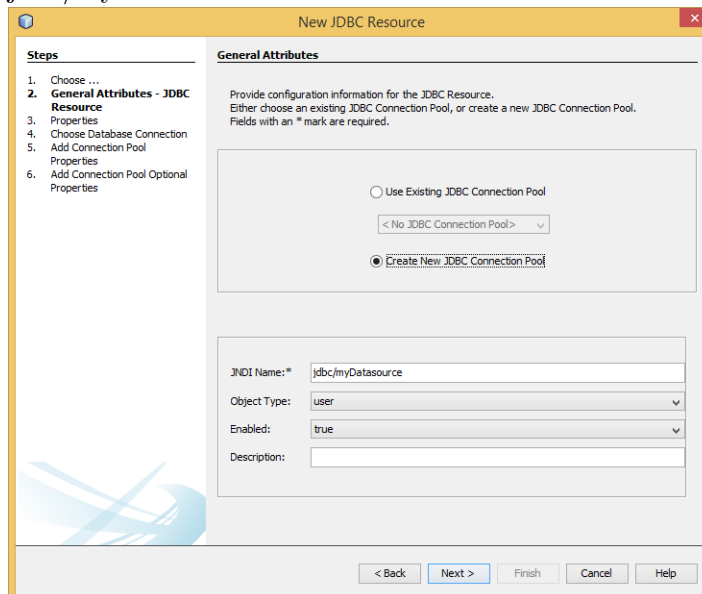 New JDBC Resource
Steps
1. Choose ...
2. General Attributes - JDBC
Resource
3. Properties
4. Choose Database Connection
5. Add Connection Pool
Properties
6. Add Connection Pool Optional
Properties
General Attributes
Provide configuration information for the JDBC Resource.
Either choose an existing JDBC Connection Pool, or create a new JDBC Connection Pool.
Fields with an * mark are required.
Use Existing JDBC Connection Pool
< No JDBC Connection Pool>
Create New JDBC Connection Pool
JNDI Name:* jdbc/myDatasource
Object Type: user
Enabled: true
Description:
< Back Next > Finish Cancel Help